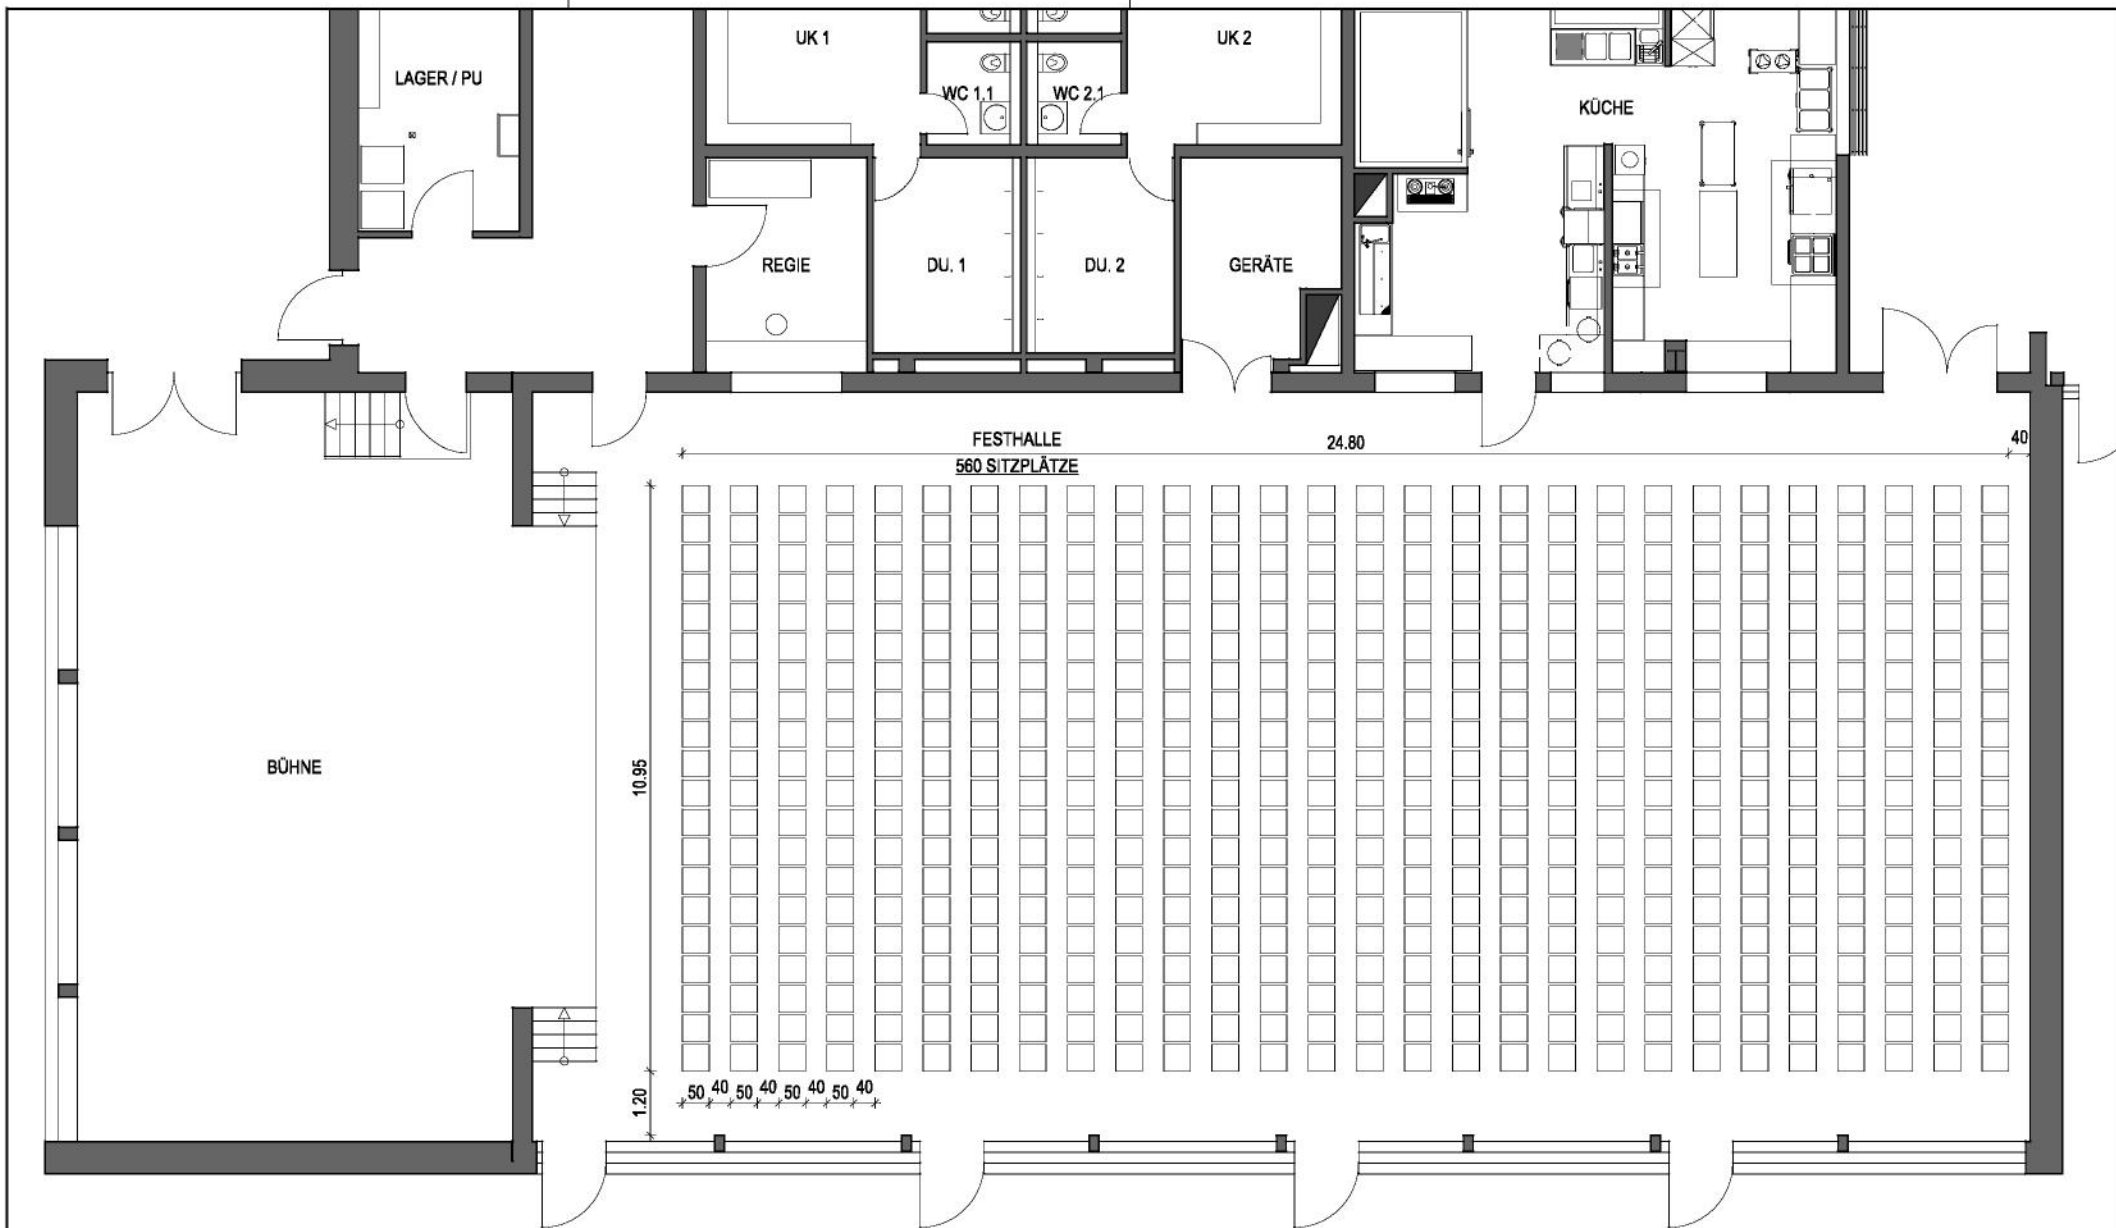 UK 1
UK 2
LAGER / PU
WC 1.1
WC 2.1
KÜCHE
REGIE
DU. 1
DU. 2
GERÄTE
FESTHALLE
24.80
40
560 SITZPLÄTZE
BÜHNE
10.95
50 40 50 40 50 40 50 40
1.20